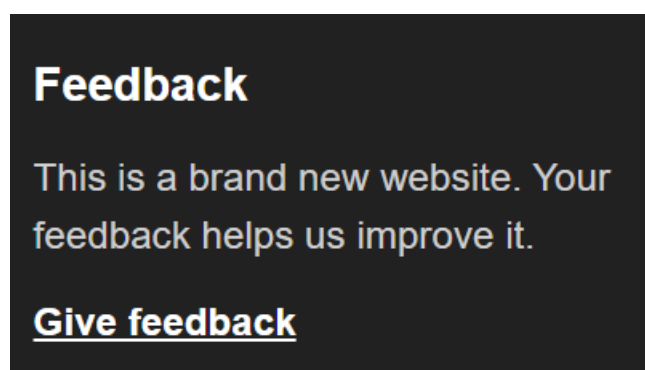 Feedback
This is a brand new website. Your
feedback helps us improve it.
Give feedback